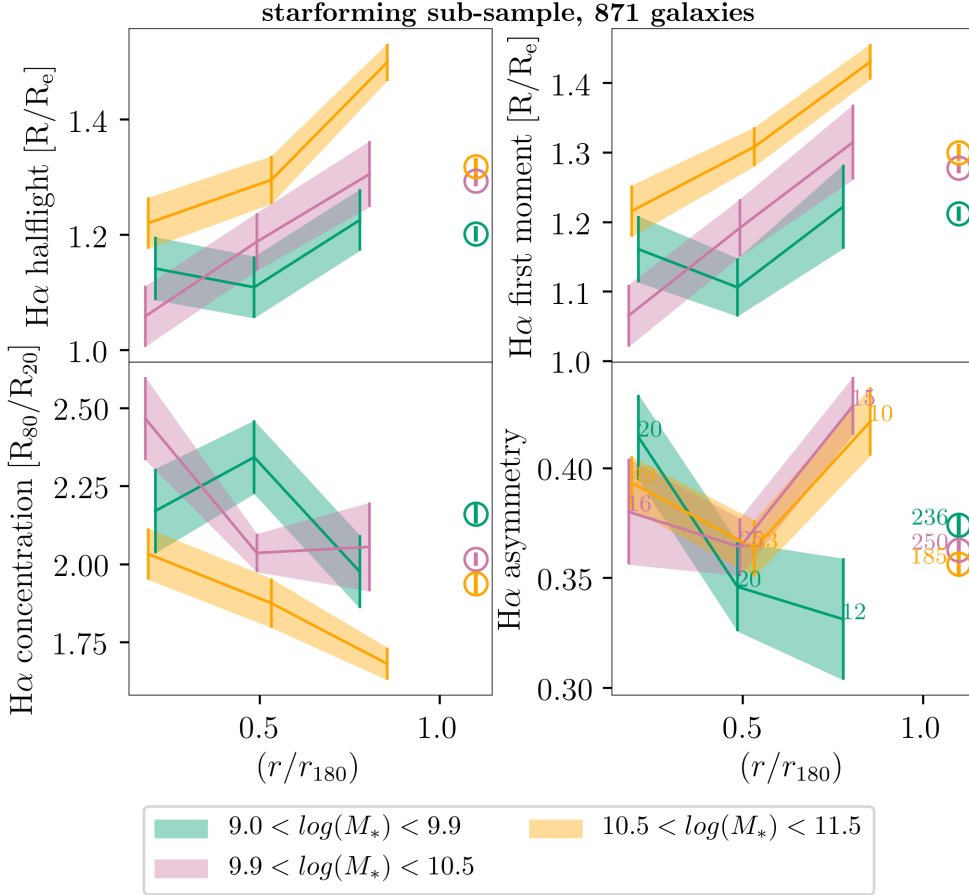 starforming sub-sample, 871 galaxies
Hα halflight [R/Rₑ]
1.4
1.2
1.0
Hα first moment [R/Rₑ]
1.4
1.3
1.2
1.1
1.0
Hα concentration [R₈₀/R₂₀]
2.50
2.25
2.00
1.75
0.5
1.0
(r/r₁₈₀)
Hα asymmetry
0.40
0.35
0.30
20
16
15
10
20
12
236
250
185
0.5
1.0
(r/r₁₈₀)
9.0 < log(M∗) < 9.9
9.9 < log(M∗) < 10.5
10.5 < log(M∗) < 11.5